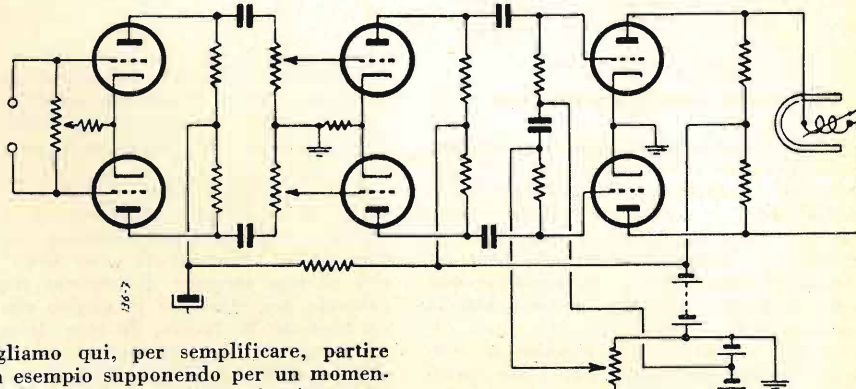 136-7
gliamo qui, per semplificare, partire
esempio supponendo per un momen-